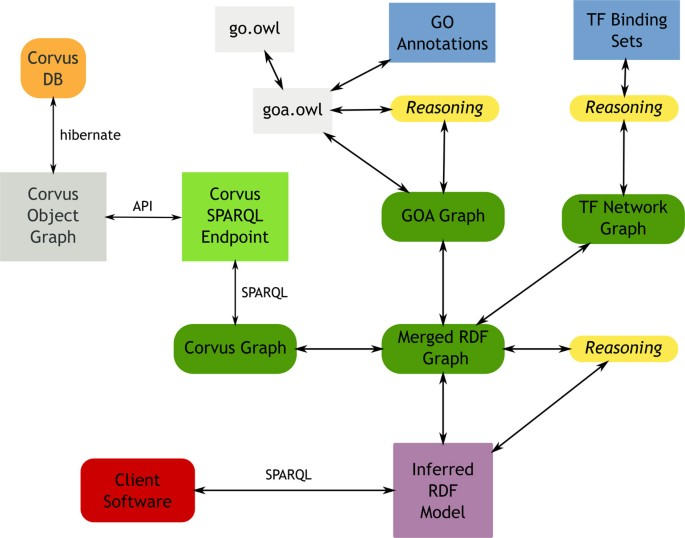 go.owl
GO
Annotations
TF Binding
Sets
Corvus
DB
goa.owl
Reasoning
Reasoning
hibernate
Corvus
Object
Graph
API
Corvus
SPARQL
Endpoint
GOA Graph
TF Network
Graph
SPARQL
Corvus Graph
Merged RDF
Graph
Reasoning
Client
Software
SPARQL
Inferred
RDF
Model